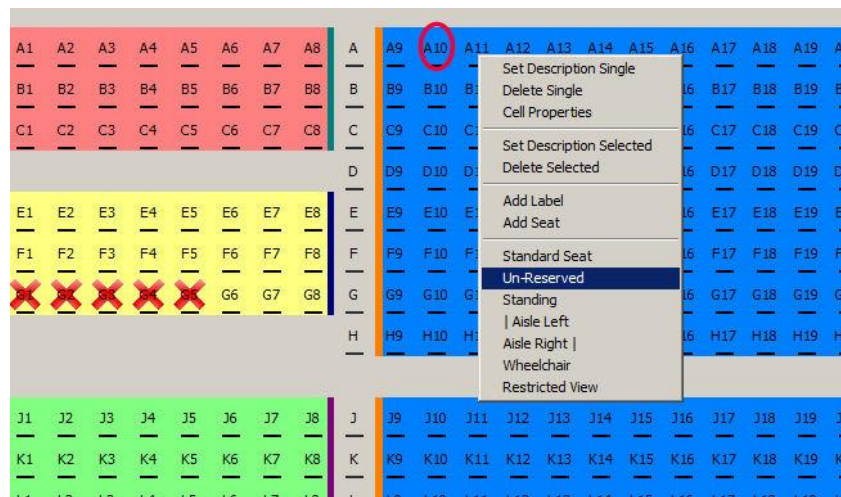 A1 A2 A3 A4 A5 A6 A7 A8 A A9 A10 A11 A12 A13 A14 A15 A16 A17 A18 A19
Set Description Single
B1 B2 B3 B4 B5 B6 B7 B8 B B9 B10 Delete Single B17 B18 B19
Cell Properties
C1 C2 C3 C4 C5 C6 C7 C8 C C9 C10 C17 C18 C19
Set Description Selected
D D9 D10 Delete Selected D17 D18 D19
Add Label
E1 E2 E3 E4 E5 E6 E7 E8 E E9 E10 Add Seat E17 E18 E19
F1 F2 F3 F4 F5 F6 F7 F8 F F9 F10 Standard Seat F17 F18 F19
Un-Reserved
G1 G2 G3 G4 G5 G6 G7 G8 G G9 G10 Standing G17 G18 G19
| Aisle Left
H H9 H10 Aisle Right | H17 H18 H19
Wheelchair
Restricted View
J1 J2 J3 J4 J5 J6 J7 J8 J J9 J10 J11 J12 J13 J14 J15 J16 J17 J18 J19
K1 K2 K3 K4 K5 K6 K7 K8 K K9 K10 K11 K12 K13 K14 K15 K16 K17 K18 K19